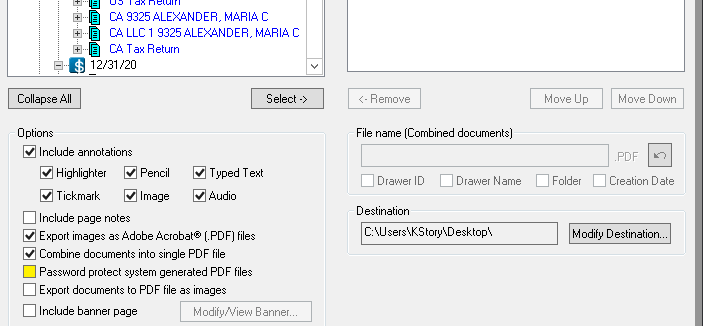 US Tax Return
CA 9325 ALEXANDER, MARIA C
CA LLC 1 9325 ALEXANDER, MARIA C
CA Tax Return
12/31/20
Collapse All
Select ->
<- Remove
Move Up
Move Down
Options
Include annotations
Highlighter
Pencil
Typed Text
Tickmark
Image
Audio
Include page notes
Export images as Adobe Acrobat® (.PDF) files
Combine documents into single PDF file
Password protect system generated PDF files
Export documents to PDF file as images
Include banner page
Modify/View Banner...
File name (Combined documents)
.PDF
Drawer ID
Drawer Name
Folder
Creation Date
Destination
C:\Users\KStory\Desktop\
Modify Destination...